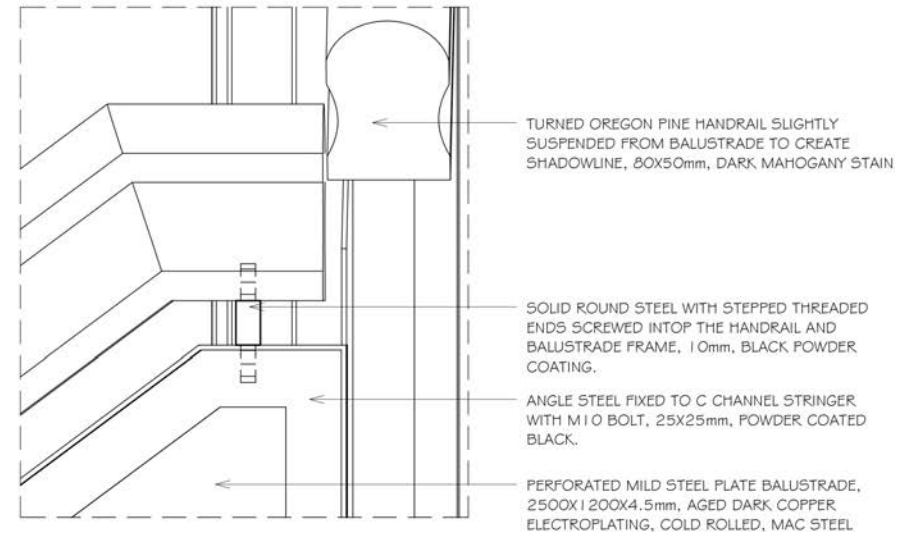 TURNED OREGON PINE HANDRAIL SLIGHTLY
SUSPENDED FROM BALUSTRADE TO CREATE
SHADOWLINE, 80X50mm, DARK MAHOGANY STAIN
SOLID ROUND STEEL WITH STEPPED THREADED
ENDS SCREWED INTOP THE HANDRAIL AND
BALUSTRADE FRAME, 10mm, BLACK POWDER
COATING.
ANGLE STEEL FIXED TO C CHANNEL STRINGER
WITH M10 BOLT, 25X25mm, POWDER COATED
BLACK.
PERFORATED MILD STEEL PLATE BALUSTRADE,
2500X1200X4.5mm, AGED DARK COPPER
ELECTROPLATING, COLD ROLLED, MAC STEEL